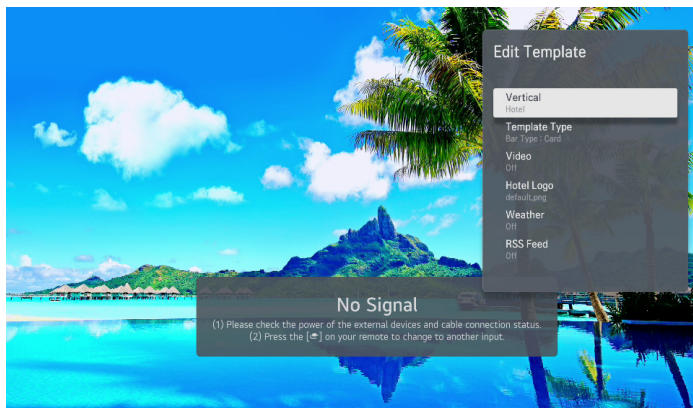 Edit Template
Vertical
Hotel
Template Type
Bar Type : Card
Video
Off
Hotel Logo
default.png
Weather
Off
RSS Feed
Off
No Signal
(1) Please check the power of the external devices and cable connection status.
(2) Press the [] on your remote to change to another input.